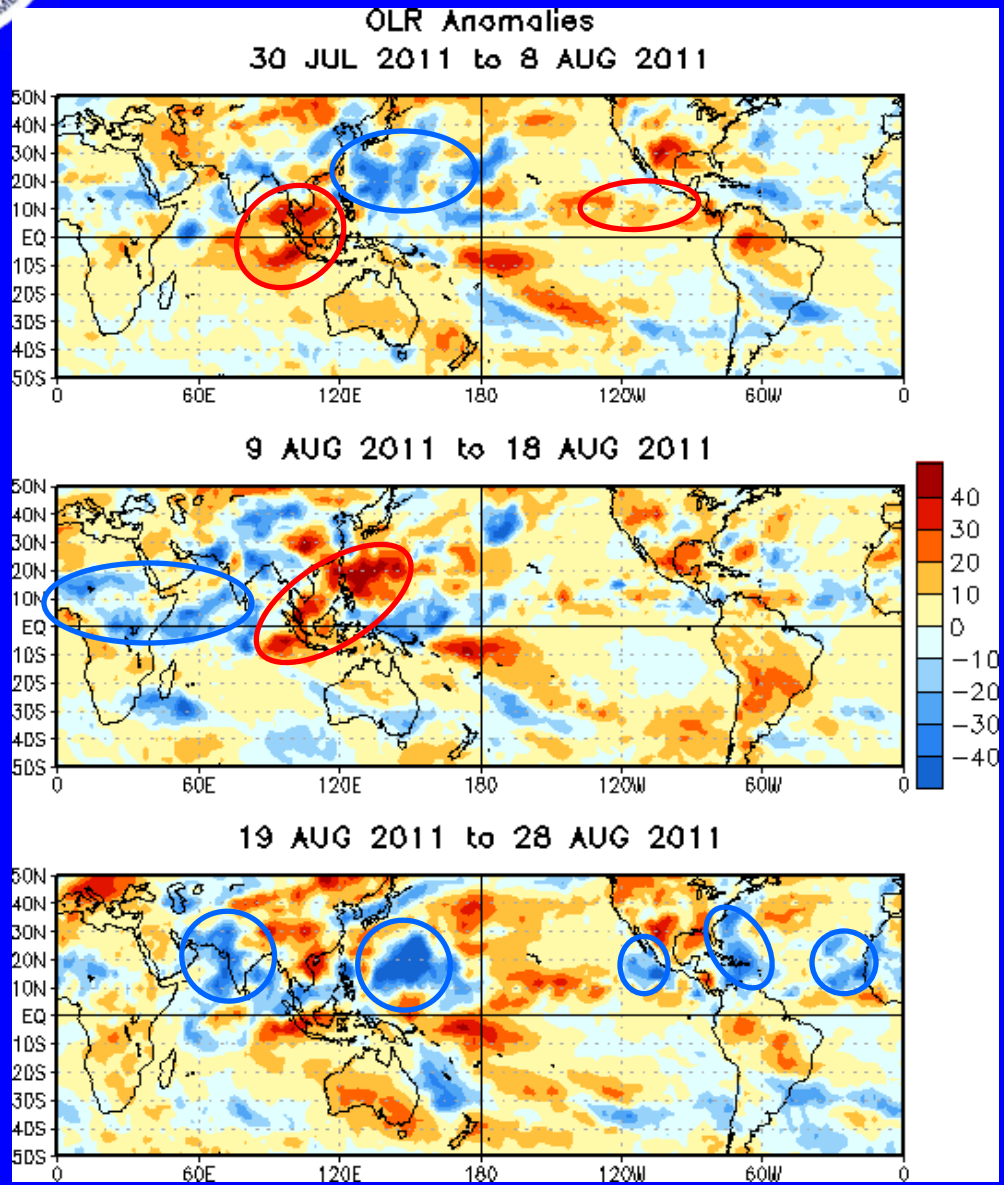 OLR Anomalies
30 JUL 2011 to 8 AUG 2011
50N
40N
30N
20N
10N
EQ
10S
20S
30S
40S
50S
0 60E 120E 180 120W 60W 0
9 AUG 2011 to 18 AUG 2011
50N
40N
30N
20N
10N
EQ
10S
20S
30S
40S
50S
0 60E 120E 180 120W 60W 0
40
30
20
10
0
−10
−20
−30
−40
19 AUG 2011 to 28 AUG 2011
50N
40N
30N
20N
10N
EQ
10S
20S
30S
40S
50S
0 60E 120E 180 120W 60W 0